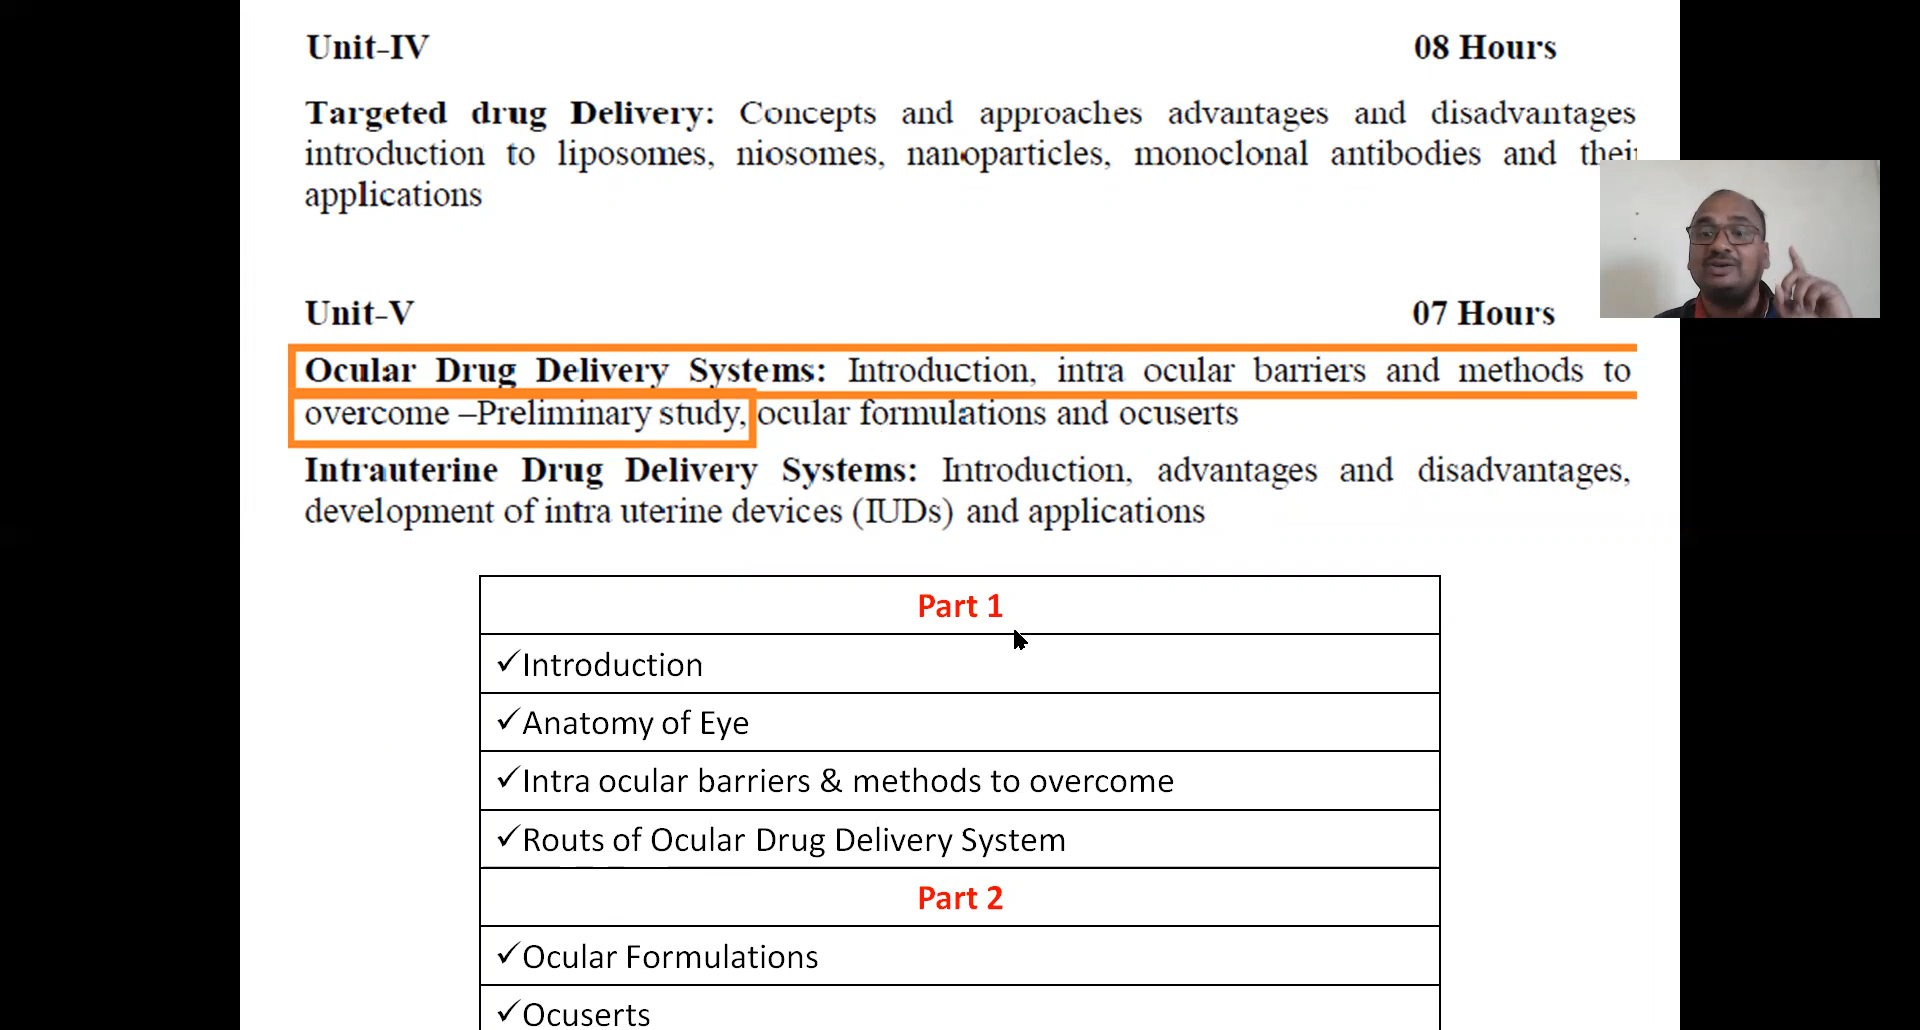 Unit-IV 08 Hours
Targeted drug Delivery: Concepts and approaches advantages and disadvantages
introduction to liposomes, niosomes, nanoparticles, monoclonal antibodies and their
applications
Unit-V 07 Hours
Ocular Drug Delivery Systems: Introduction, intra ocular barriers and methods to
overcome –Preliminary study, ocular formulations and ocuserts
Intrauterine Drug Delivery Systems: Introduction, advantages and disadvantages,
development of intra uterine devices (IUDs) and applications
Part 1
✓Introduction
✓Anatomy of Eye
✓Intra ocular barriers & methods to overcome
✓Routs of Ocular Drug Delivery System
Part 2
✓Ocular Formulations
✓Ocuserts